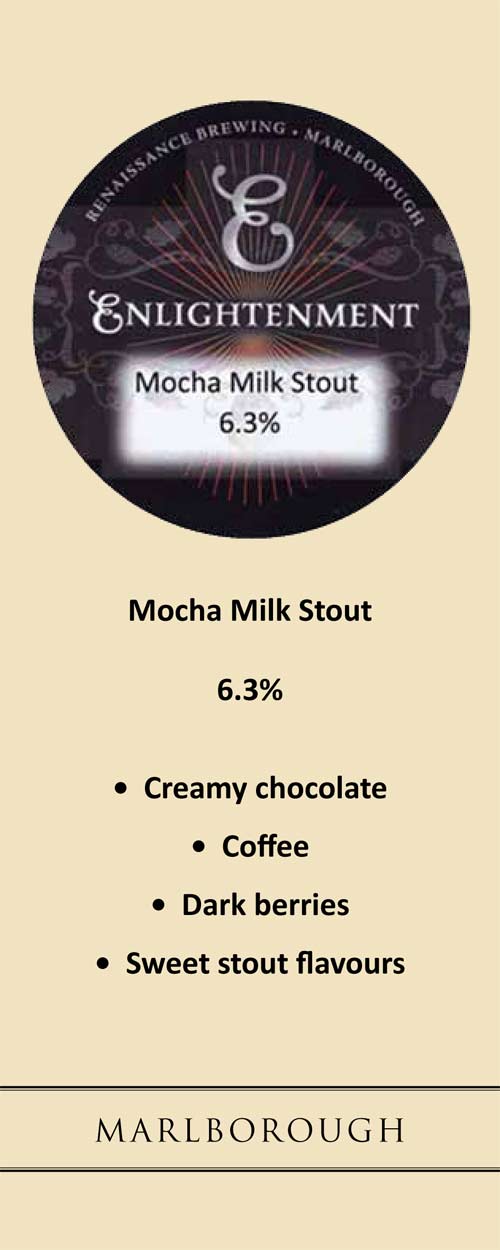 RENAISSANCE BREWING • MARLBOROUGH
E
ENLIGHTENMENT
Mocha Milk Stout
6.3%
Mocha Milk Stout
6.3%
• Creamy chocolate
• Coffee
• Dark berries
• Sweet stout flavours
MARLBOROUGH